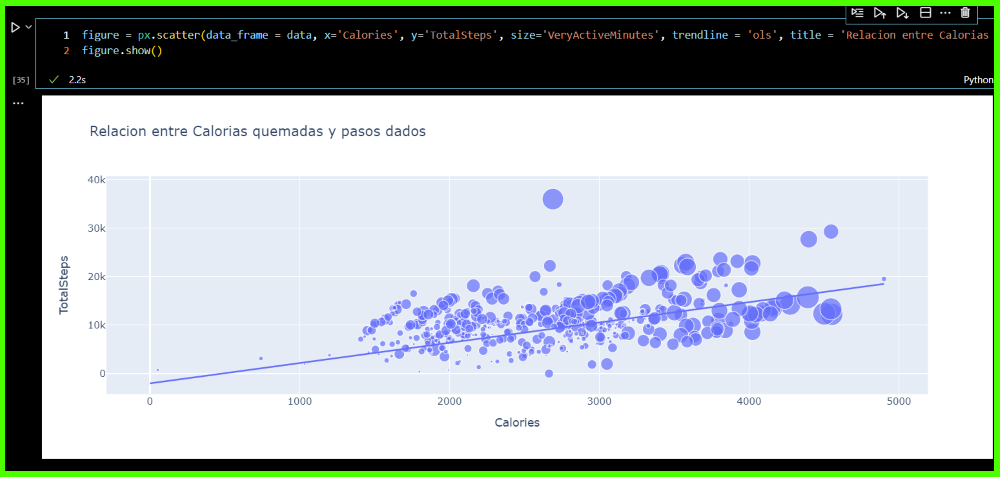 1 figure = px.scatter(data_frame = data, x='Calories', y='TotalSteps', size='VeryActiveMinutes', trendline = 'ols', title = 'Relacion entre Calorias
2 figure.show()
[35] 2.2s Python
...
Relacion entre Calorias quemadas y pasos dados
40k
30k
20k
10k
0
TotalSteps
0 1000 2000 3000 4000 5000
Calories